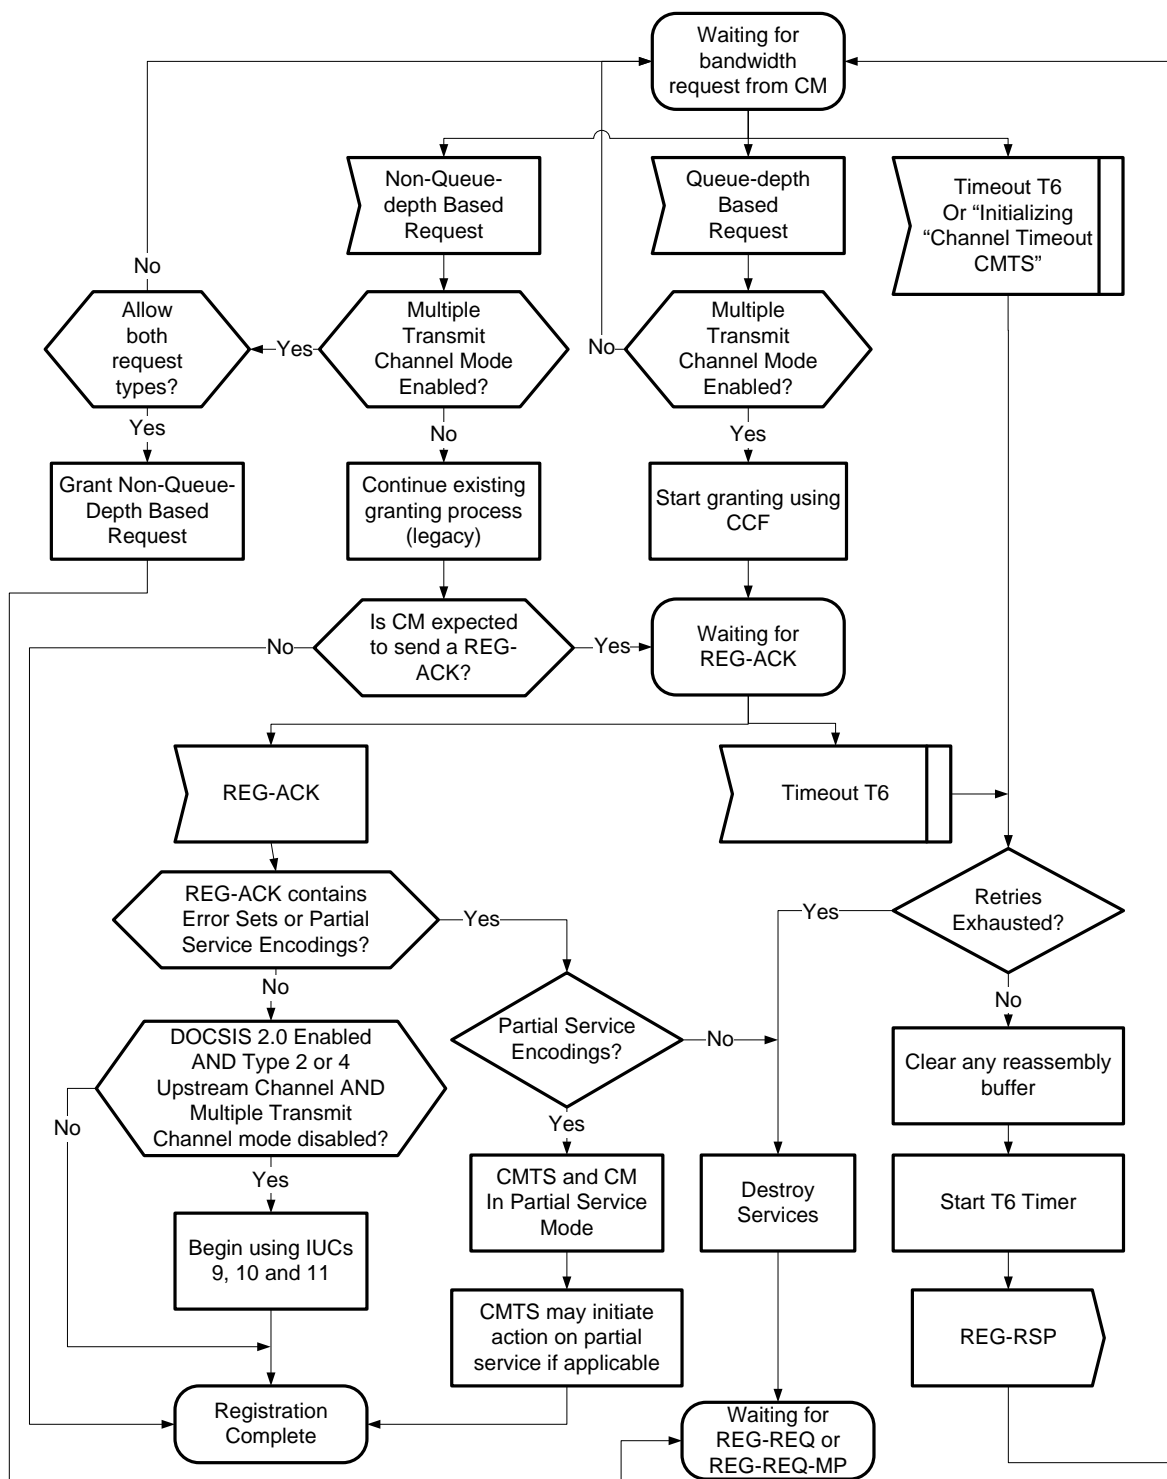 Waiting for
bandwidth
request from CM
Non-Queue-
depth Based
Request
Queue-depth
Based
Request
Timeout T6
Or “Initializing
“Channel Timeout
CMTS”
No
Allow
both
request
types?
Yes
Multiple
Transmit
Channel Mode
Enabled?
No
Multiple
Transmit
Channel Mode
Enabled?
Yes
No
Yes
Grant Non-Queue-
Depth Based
Request
Continue existing
granting process
(legacy)
Start granting using
CCF
No
Is CM expected
to send a REG-
ACK?
Yes
Waiting for
REG-ACK
REG-ACK
Timeout T6
REG-ACK contains
Error Sets or Partial
Service Encodings?
Yes
Yes
Retries
Exhausted?
No
No
DOCSIS 2.0 Enabled
AND Type 2 or 4
Upstream Channel AND
Multiple Transmit
Channel mode disabled?
Partial Service
Encodings?
No
Clear any reassembly
buffer
No
Yes
Yes
CMTS and CM
In Partial Service
Mode
Destroy
Services
Start T6 Timer
Begin using IUCs
9, 10 and 11
CMTS may initiate
action on partial
service if applicable
REG-RSP
Registration
Complete
Waiting for
REG-REQ or
REG-REQ-MP